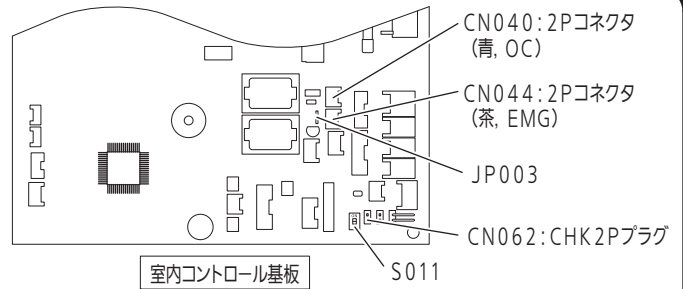 CN040:2Pコネクタ
(青, OC)
CN044:2Pコネクタ
(茶, EMG)
JP003
CN062:CHK2Pプラグ
S011
室内コントロール基板